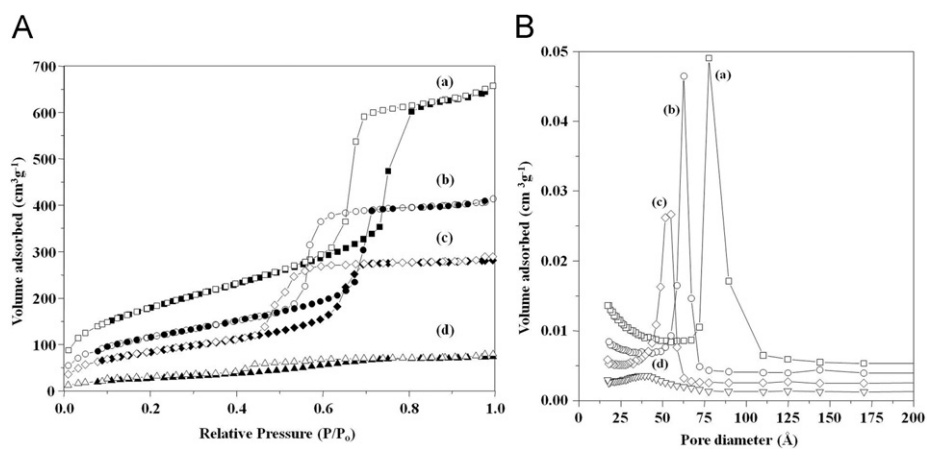 A
700
600
500
400
300
200
100
0
0.0 0.2 0.4 0.6 0.8 1.0
Relative Pressure (P/Po)
Volume adsorbed (cm3g-1)
(a)
(b)
(c)
(d)
B
0.05
0.04
0.03
0.02
0.01
0.00
0 25 50 75 100 125 150 175 200
Pore diameter (Å)
Volume adsorbed (cm 3g-1)
(a)
(b)
(c)
(d)